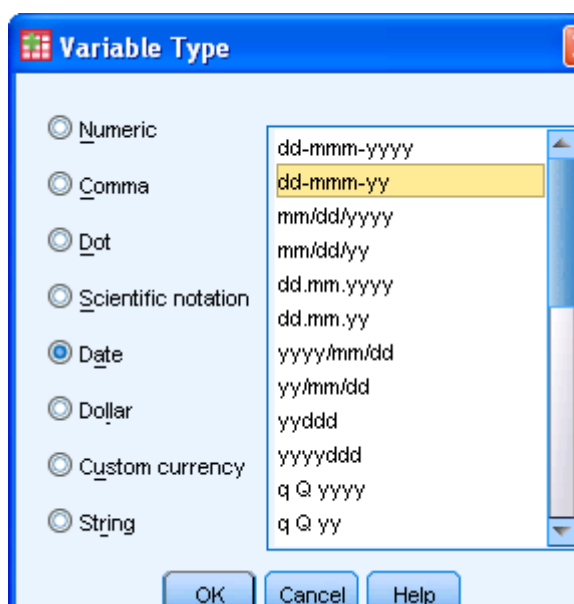 Variable Type
Numeric
Comma
Dot
Scientific notation
Date
Dollar
Custom currency
String
dd-mmm-yyyy
dd-mmm-yy
mm/dd/yyyy
mm/dd/yy
dd.mm.yyyy
dd.mm.yy
yyyy/mm/dd
yy/mm/dd
yyddd
yyyyddd
q Q yyyy
q Q yy
OK Cancel Help